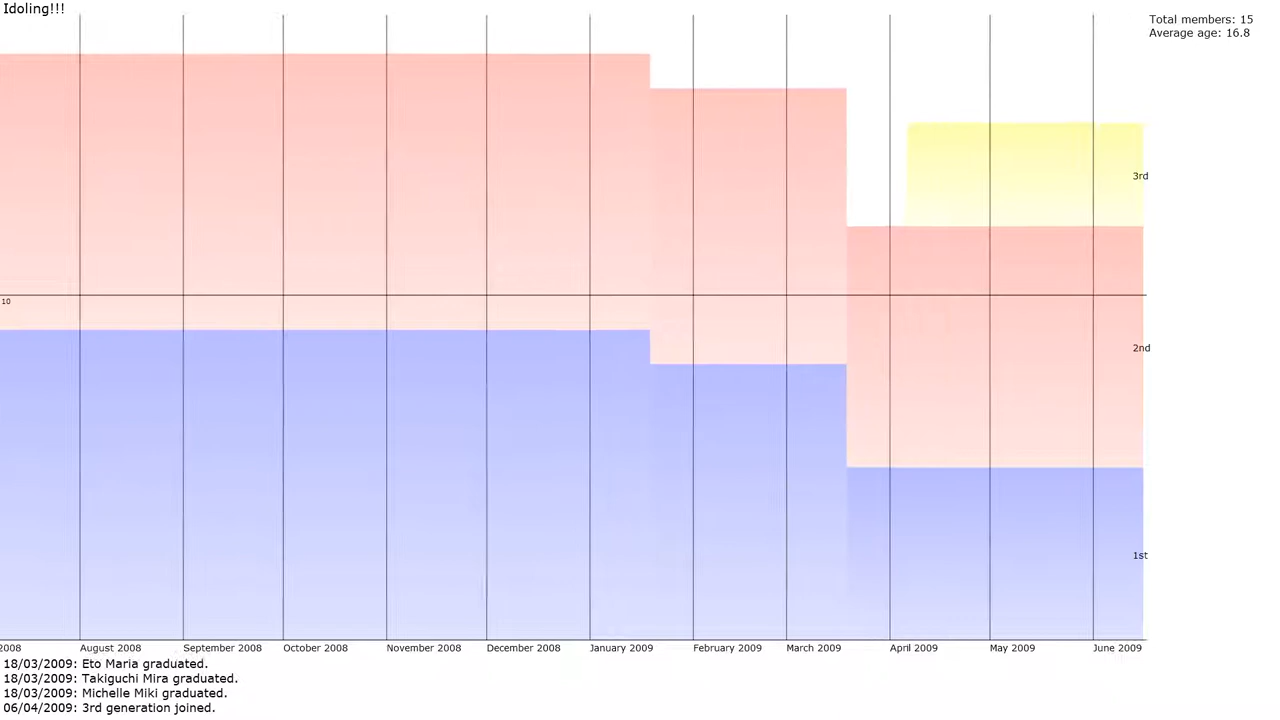 Idoling!!!
Total members: 15
Average age: 16.8
3rd
10
2nd
1st
2008 August 2008 September 2008 October 2008 November 2008 December 2008 January 2009 February 2009 March 2009 April 2009 May 2009 June 2009
18/03/2009: Eto Maria graduated.
18/03/2009: Takiguchi Mira graduated.
18/03/2009: Michelle Miki graduated.
06/04/2009: 3rd generation joined.